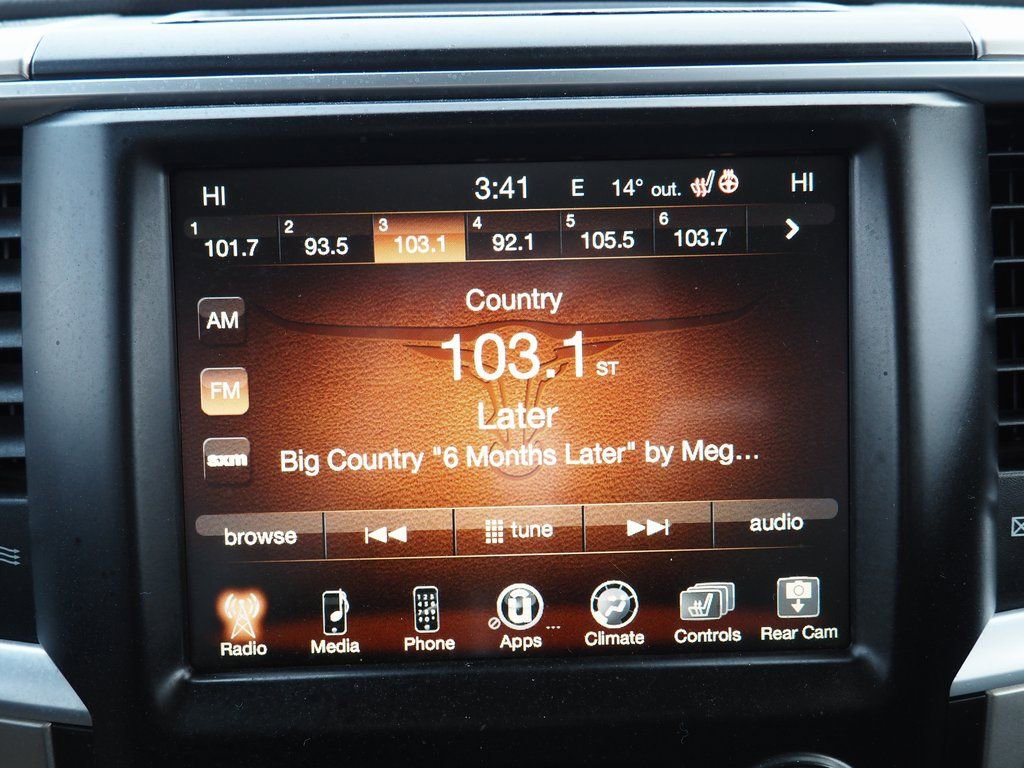 HI 3:41 E 14° out. HI
1 101.7 2 93.5 3 103.1 4 92.1 5 105.5 6 103.7
Country
AM
103.1 ST
FM
Later
sxm
Big Country "6 Months Later" by Meg...
browse tune audio
Radio Media Phone Apps Climate Controls Rear Cam